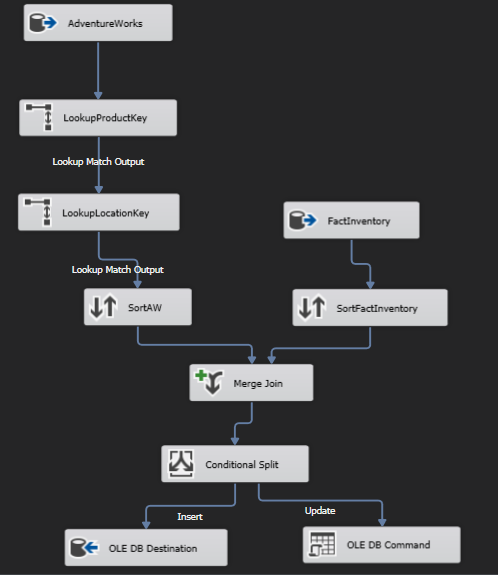 AdventureWorks
LookupProductKey
Lookup Match Output
LookupLocationKey
FactInventory
Lookup Match Output
SortAW
SortFactInventory
Merge Join
Conditional Split
Insert
Update
OLE DB Destination
OLE DB Command